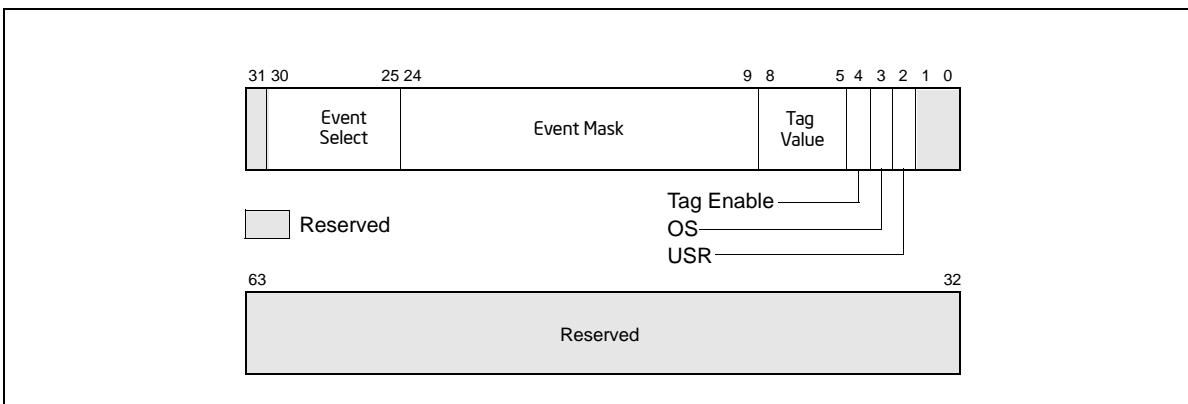 31 30 25 24 9 8 5 4 3 2 1 0
Event
Select
Event Mask
Tag
Value
Tag Enable
OS
USR
Reserved
63 32
Reserved